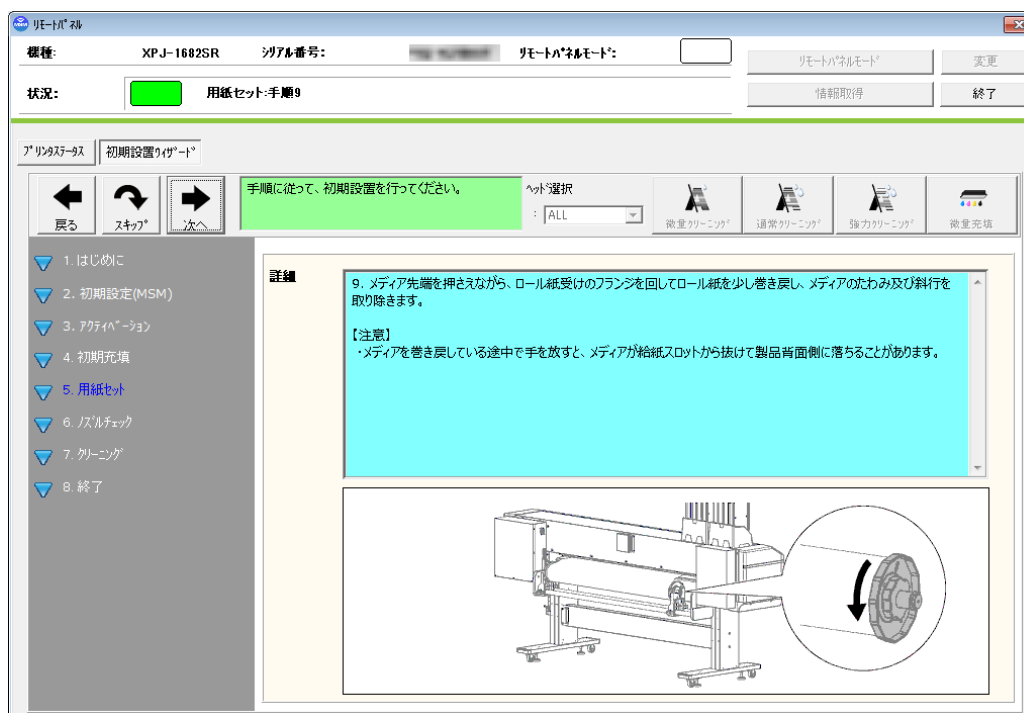 リモートパネル
機種: XPJ-1682SR シリアル番号: リモートパネルモード:
リモートパネルモード 変更
状況: 用紙セット:手順9
情報取得 終了
プリンタステータス 初期設置ウィザード
戻る スキップ 次へ
手順に従って、初期設置を行ってください。
ヘッド選択
: ALL
微量クリーニング 通常クリーニング 強力クリーニング 微量充填
1. はじめに
2. 初期設定(MSM)
3. アクティベーション
4. 初期充填
5. 用紙セット
6. ノズルチェック
7. クリーニング
8. 終了
詳細
9. メディア先端を押さえながら、ロール紙受けのフランジを回してロール紙を少し巻き戻し、メディアのたわみ及び斜行を
取り除きます。
【注意】
・メディアを巻き戻している途中で手を放すと、メディアが給紙スロットから抜けて製品背面側に落ちることがあります。